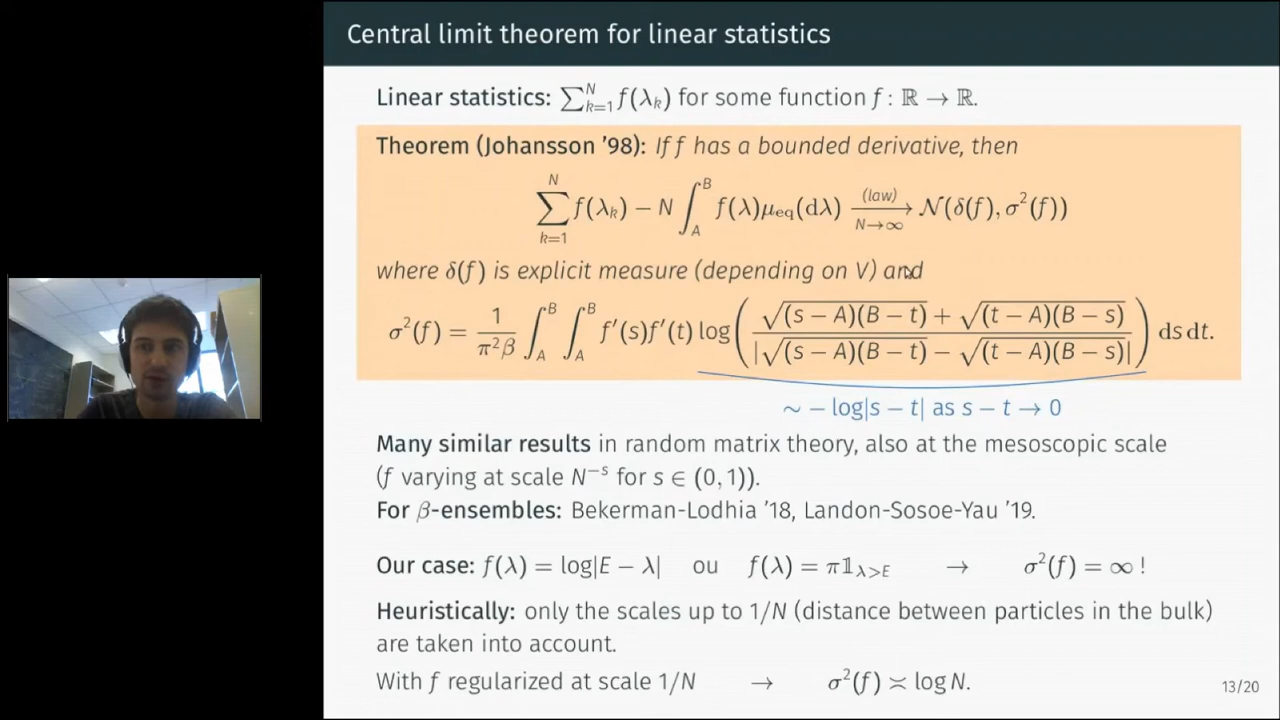 Central limit theorem for linear statistics
Linear statistics: ∑_{k=1}^{N} f(λ_k) for some function f : ℝ → ℝ.
Theorem (Johansson '98): If f has a bounded derivative, then
∑_{k=1}^{N} f(λ_k) − N ∫_A^B f(λ)μ_eq(dλ) →^{(law)}_{N→∞} 𝒩(δ(f), σ²(f))
where δ(f) is explicit measure (depending on V) and
σ²(f) = 1/(π²β) ∫_A^B ∫_A^B f′(s)f′(t) log( (√((s − A)(B − t)) + √((t − A)(B − s))) / |√((s − A)(B − t)) − √((t − A)(B − s))| ) ds dt.
∼ − log|s − t| as s − t → 0
Many similar results in random matrix theory, also at the mesoscopic scale
(f varying at scale N^{−s} for s ∈ (0, 1)).
For β-ensembles: Bekerman-Lodhia '18, Landon-Sosoe-Yau '19.
Our case: f(λ) = log|E − λ| ou f(λ) = π𝟙_{λ>E} → σ²(f) = ∞ !
Heuristically: only the scales up to 1/N (distance between particles in the bulk)
are taken into account.
With f regularized at scale 1/N → σ²(f) ≍ log N.
13/20